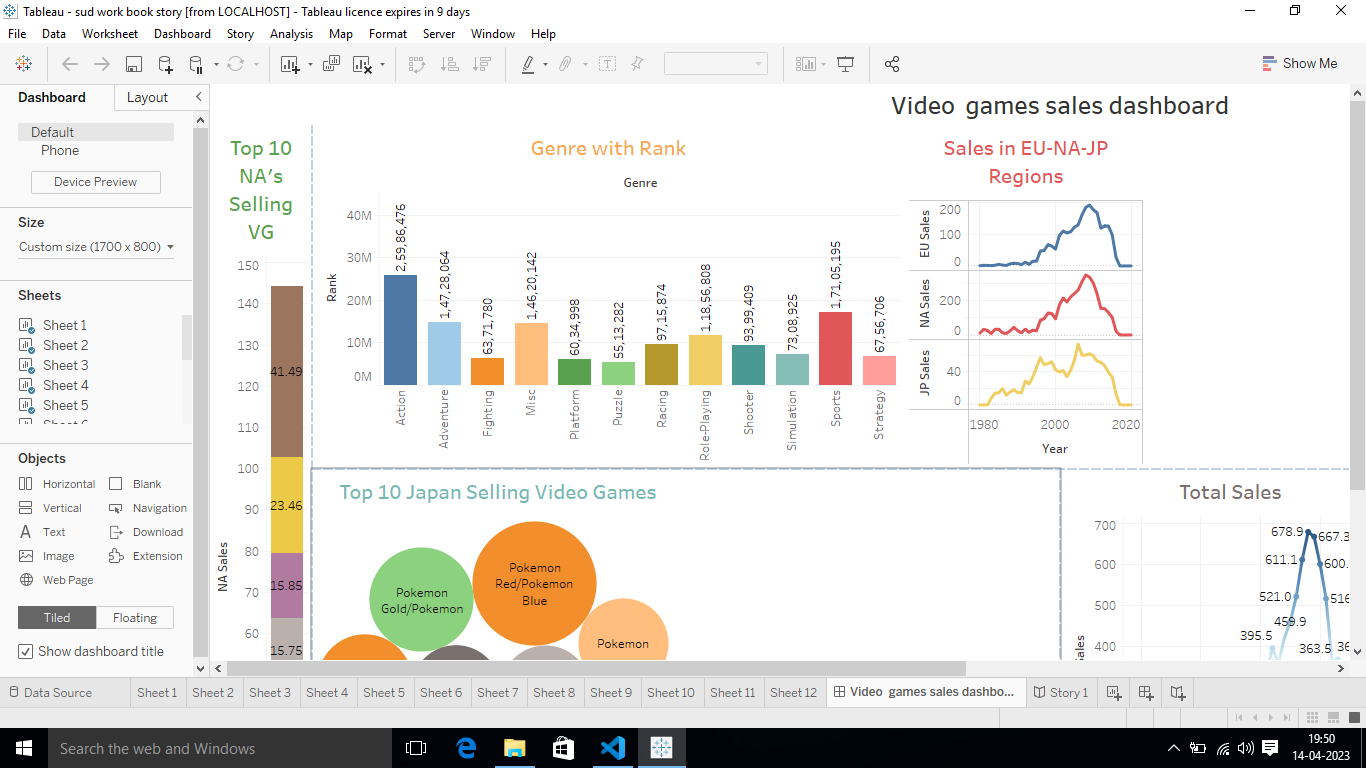 Tableau - sud work book story [from LOCALHOST] - Tableau licence expires in 9 days
File Data Worksheet Dashboard Story Analysis Map Format Server Window Help
Show Me
Dashboard Layout
Default
Phone
Device Preview
Size
Custom size (1700 x 800)
Sheets
Sheet 1
Sheet 2
Sheet 3
Sheet 4
Sheet 5
Objects
Horizontal Blank
Vertical Navigation
Text Download
Image Extension
Web Page
Tiled Floating
Show dashboard title
Video games sales dashboard
Top 10
NA's
Selling
VG
150
140
130
120
110
100
90
80
70
60
NA Sales
41.49
23.46
15.85
15.75
Genre with Rank
Genre
Rank
40M
30M
20M
10M
0M
2,59,86,476
1,47,28,064
63,71,780
1,46,20,142
60,34,998
55,13,282
97,15,874
1,18,56,808
93,99,409
73,08,925
1,71,05,195
67,56,706
Action
Adventure
Fighting
Misc
Platform
Puzzle
Racing
Role-Playing
Shooter
Simulation
Sports
Strategy
Sales in EU-NA-JP
Regions
EU Sales
200
100
0
NA Sales
200
0
JP Sales
40
0
1980 2000 2020
Year
Top 10 Japan Selling Video Games
Pokemon
Gold/Pokemon
Pokemon
Red/Pokemon
Blue
Pokemon
Total Sales
700
600
500
400
678.9
667.3
611.1
600.
521.0
516
459.9
395.5
363.5
36
Data Source Sheet 1 Sheet 2 Sheet 3 Sheet 4 Sheet 5 Sheet 6 Sheet 7 Sheet 8 Sheet 9 Sheet 10 Sheet 11 Sheet 12 Video games sales dashbo... Story 1
Search the web and Windows
19:50
14-04-2023